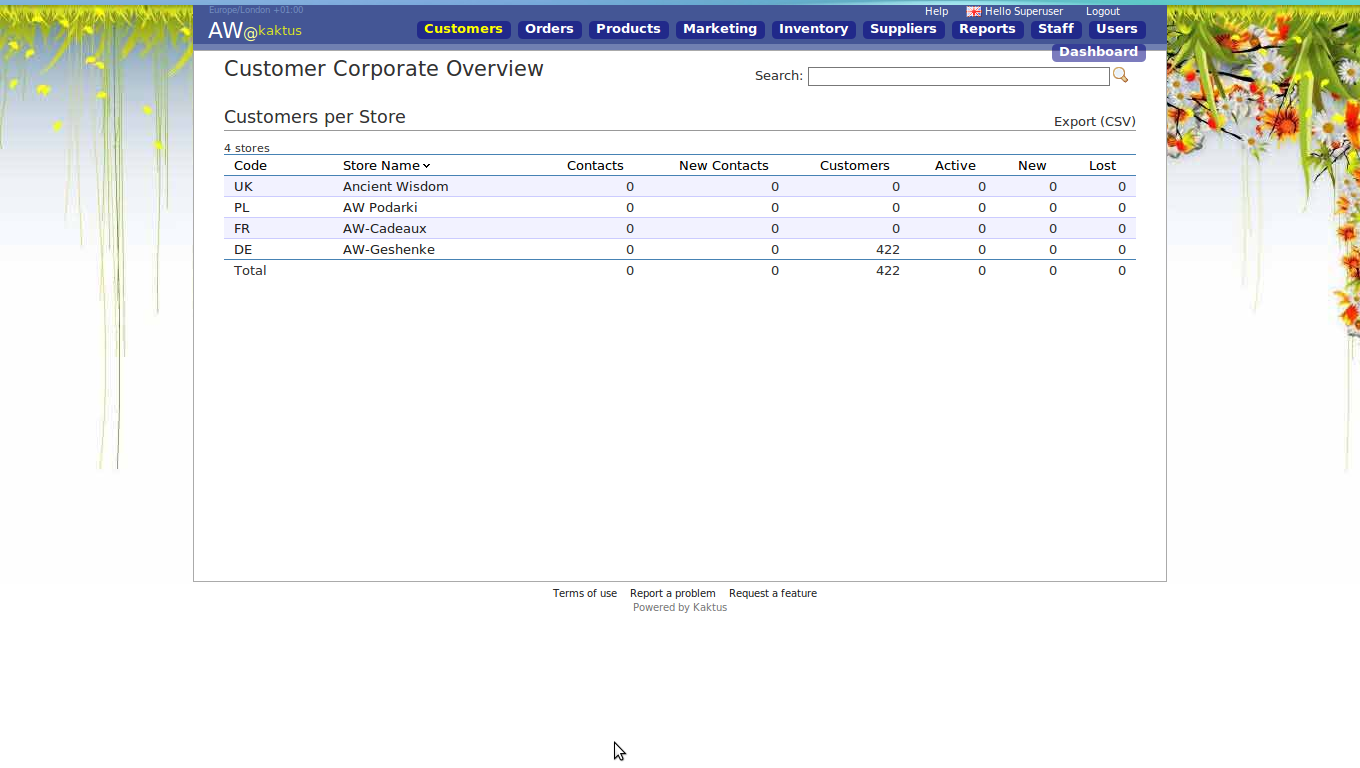 Europe/London +01:00
Help Hello Superuser Logout
AW@kaktus
Customers Orders Products Marketing Inventory Suppliers Reports Staff Users
Dashboard
Customer Corporate Overview
Search:
Customers per Store
Export (CSV)
4 stores
Code Store Name Contacts New Contacts Customers Active New Lost
UK Ancient Wisdom 0 0 0 0 0 0
PL AW Podarki 0 0 0 0 0 0
FR AW-Cadeaux 0 0 0 0 0 0
DE AW-Geshenke 0 0 422 0 0 0
Total 0 0 422 0 0 0
Terms of use Report a problem Request a feature
Powered by Kaktus